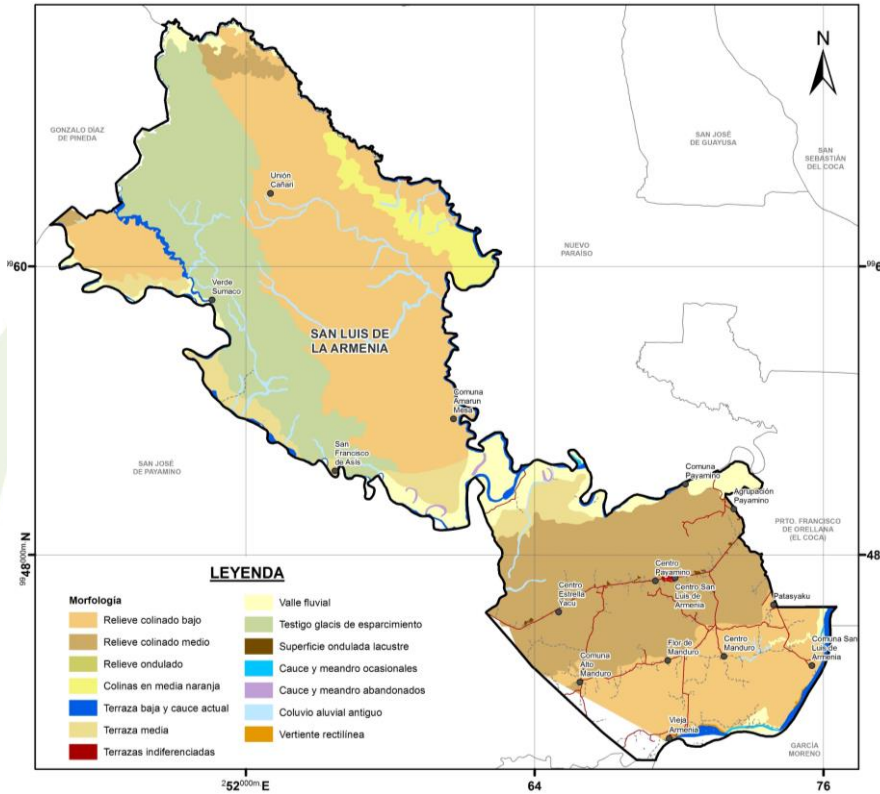 N
GONZALO DÍAZ
DE PINEDA
SAN JOSÉ
DE GUAYUSA
SAN
SEBASTIÁN
DEL COCA
Unión
Cañari
NUEVO
PARAÍSO
⁹⁹60
Verde
Sumaco
SAN LUIS DE
LA ARMENIA
Comuna
Amarun
Mesa
SAN JOSÉ
DE PAYAMINO
San
Francisco
de Asís
Comuna
Payamino
Agrupación
Payamino
PRTO. FRANCISCO
DE ORELLANA
(EL COCA)
⁹⁹48⁰⁰⁰ᵐ·N
48
Centro
Payamino
Centro
Estrella
Yacu
Centro San
Luis de
Armenia
Patasyaku
Flor de
Manduro
Centro
Manduro
Comuna San
Luis de
Armenia
Comuna
Alto
Manduro
Vieja
Armenia
GARCÍA
MORENO
LEYENDA
Morfología
Relieve colinado bajo
Relieve colinado medio
Relieve ondulado
Colinas en media naranja
Terraza baja y cauce actual
Terraza media
Terrazas indiferenciadas
Valle fluvial
Testigo glacis de esparcimiento
Superficie ondulada lacustre
Cauce y meandro ocasionales
Cauce y meandro abandonados
Coluvio aluvial antiguo
Vertiente rectilínea
²52⁰⁰⁰ᵐ·E
64
76